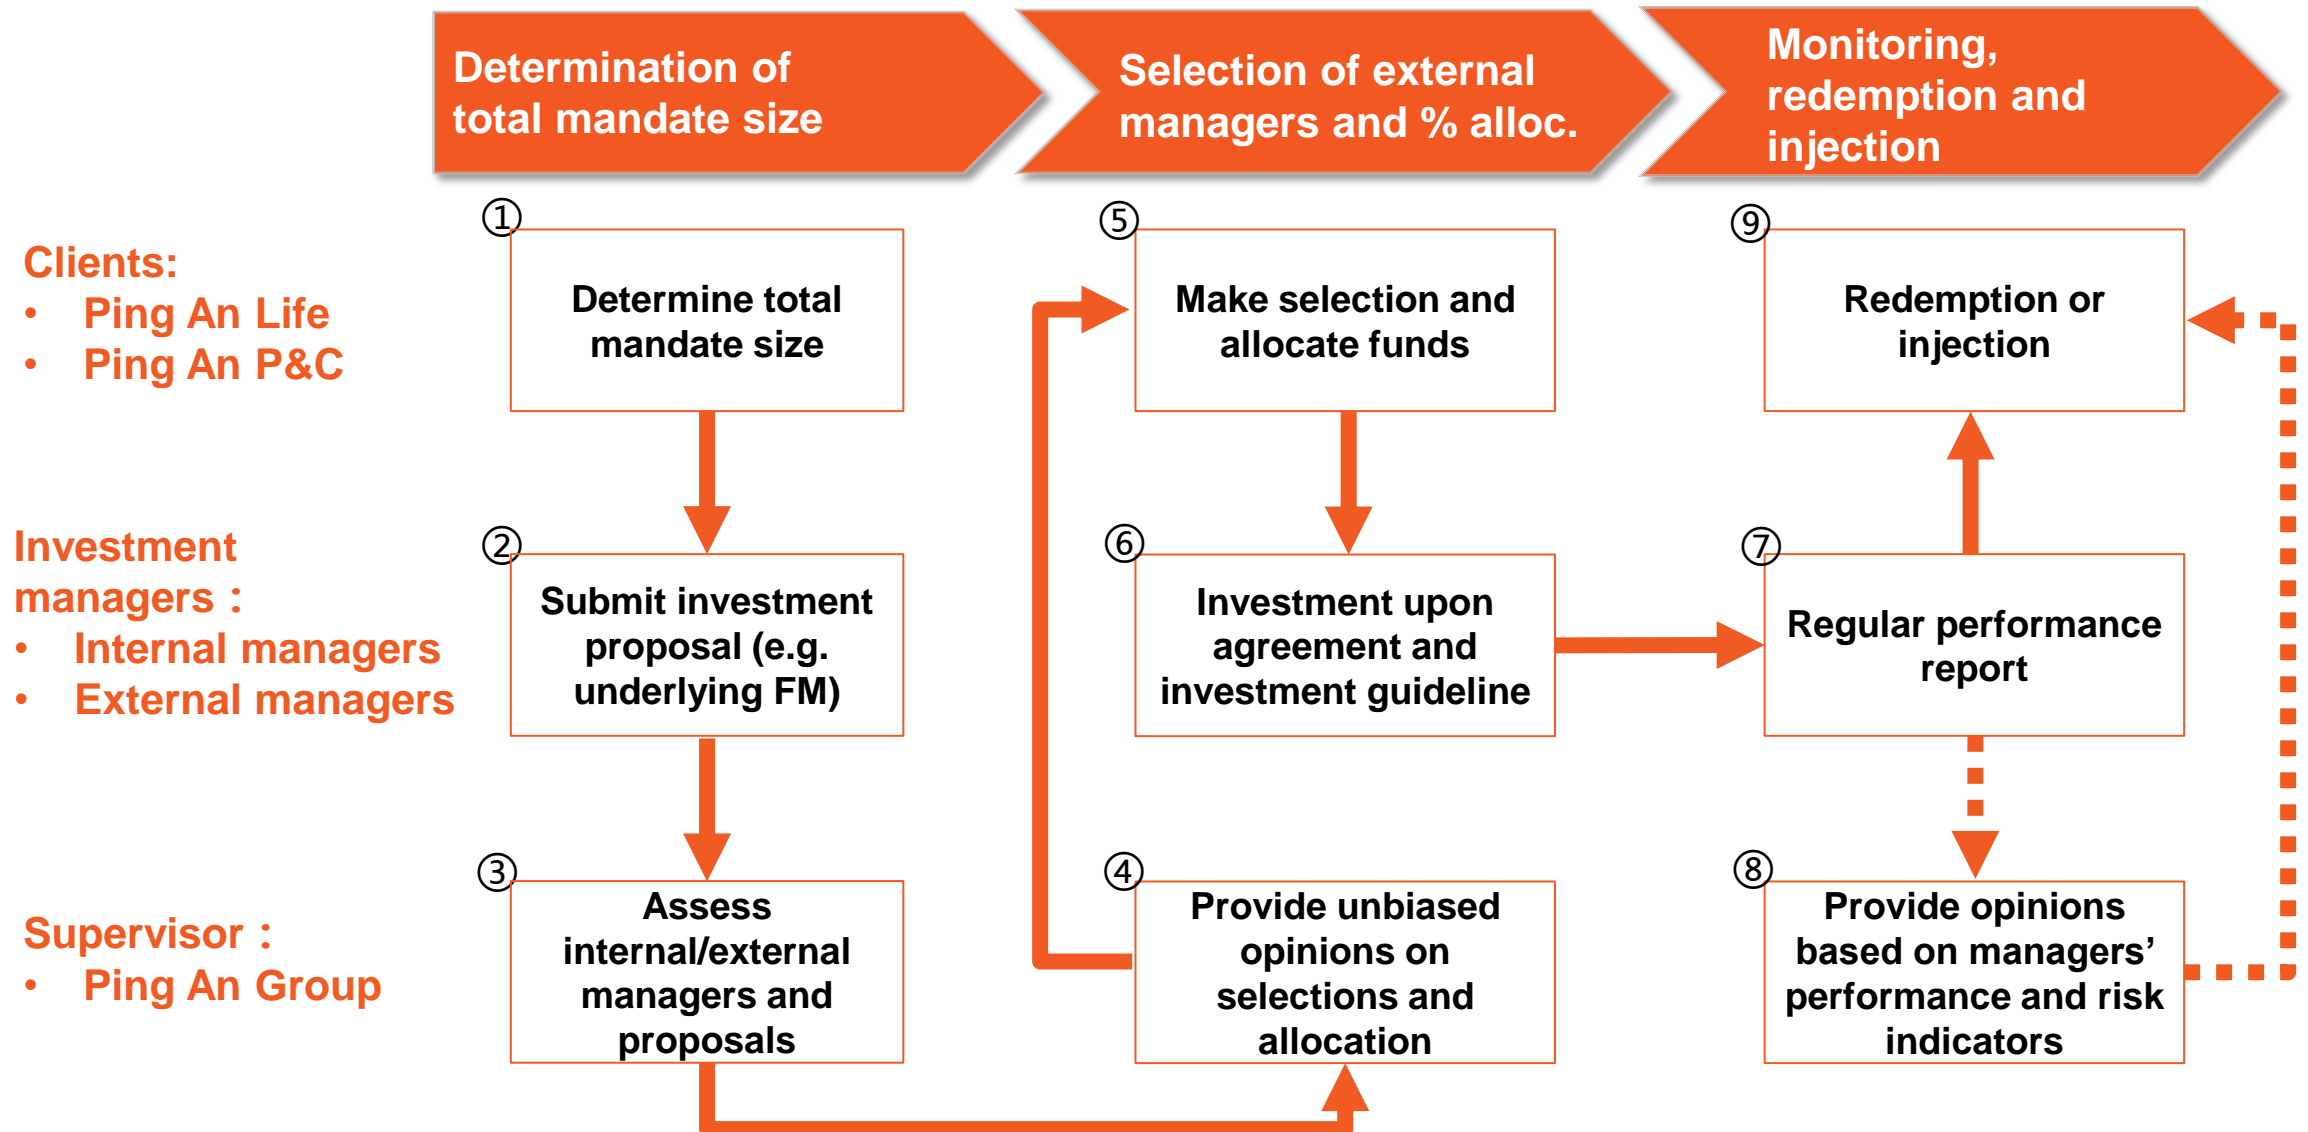 Determination of
total mandate size
Selection of external
managers and % alloc.
Monitoring,
redemption and
injection
Clients:
• Ping An Life
• Ping An P&C
①
Determine total
mandate size
⑤
Make selection and
allocate funds
⑨
Redemption or
injection
Investment
managers：
• Internal managers
• External managers
②
Submit investment
proposal (e.g.
underlying FM)
⑥
Investment upon
agreement and
investment guideline
⑦
Regular performance
report
Supervisor：
• Ping An Group
③
Assess
internal/external
managers and
proposals
④
Provide unbiased
opinions on
selections and
allocation
⑧
Provide opinions
based on managers’
performance and risk
indicators